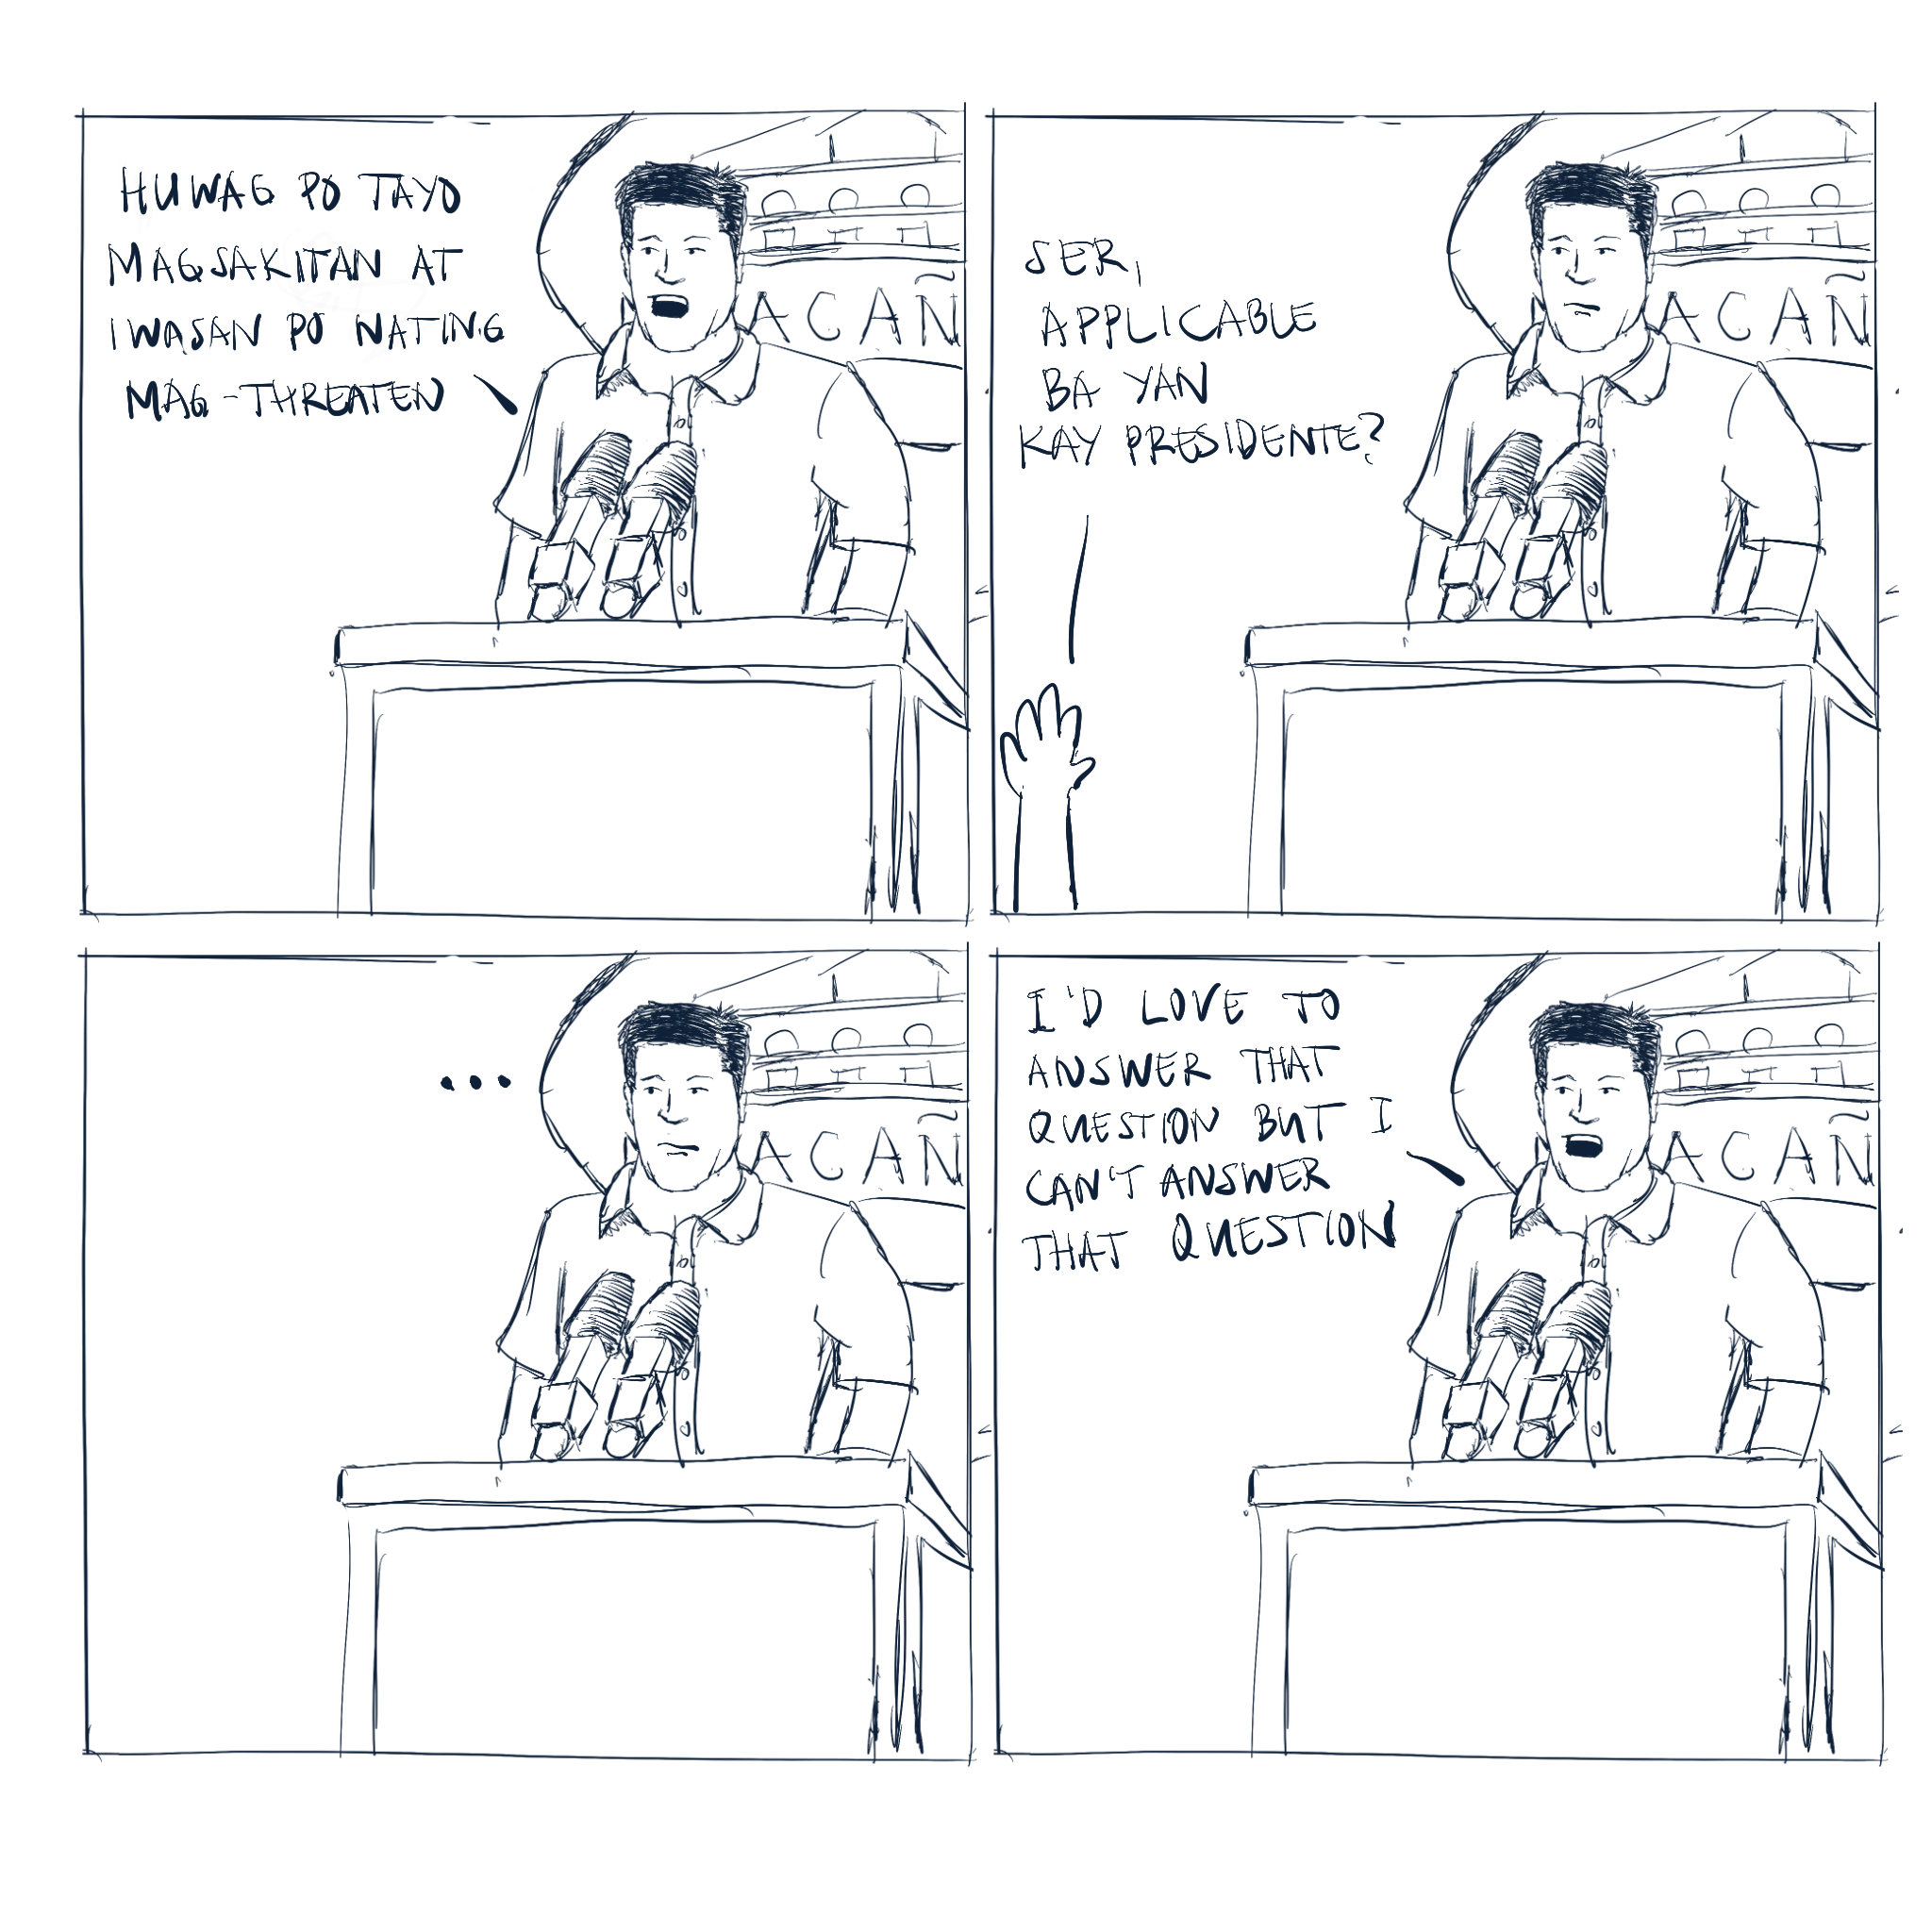 HUWAG PO TAYO
MAGSAKITAN AT
IWASAN PO NATING
MAG-THREATEN
ACAÑ
SER,
APPLICABLE
BA YAN
KAY PRESIDENTE?
ACAÑ
...
ACAÑ
I'D LOVE TO
ANSWER THAT
QUESTION BUT I
CAN'T ANSWER
THAT QUESTION
ACAÑ